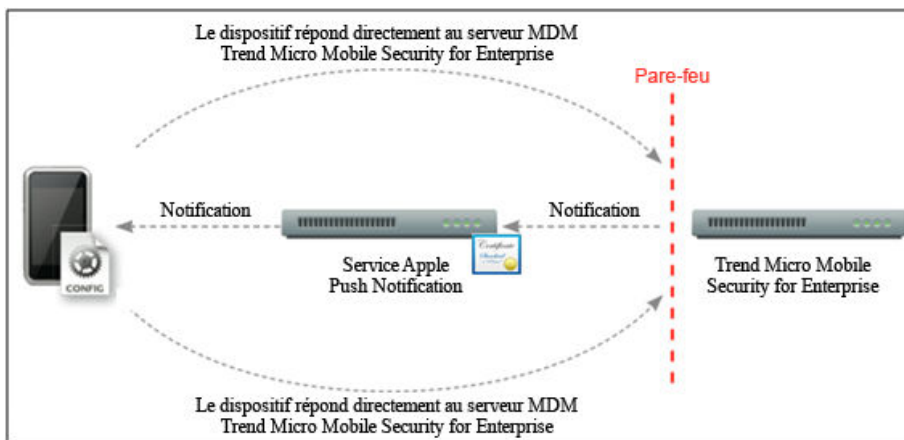 Le dispositif répond directement au serveur MDM
Trend Micro Mobile Security for Enterprise
Pare-feu
Notification
Notification
CONFIG
Certificate
Service Apple
Push Notification
Trend Micro Mobile
Security for Enterprise
Le dispositif répond directement au serveur MDM
Trend Micro Mobile Security for Enterprise